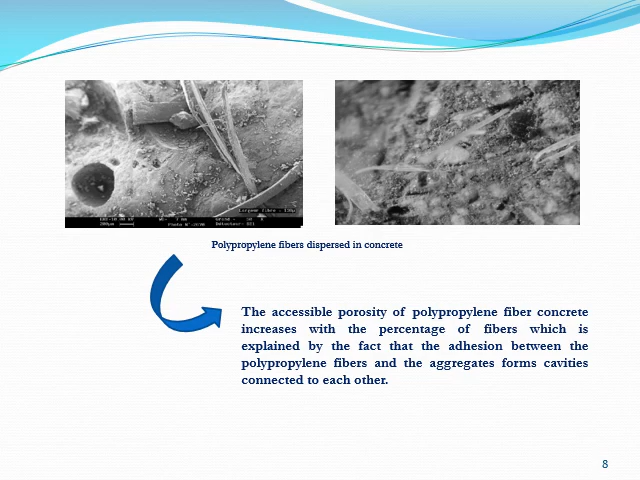 Polypropylene fibers dispersed in concrete
The accessible porosity of polypropylene fiber concrete
increases with the percentage of fibers which is
explained by the fact that the adhesion between the
polypropylene fibers and the aggregates forms cavities
connected to each other.
8